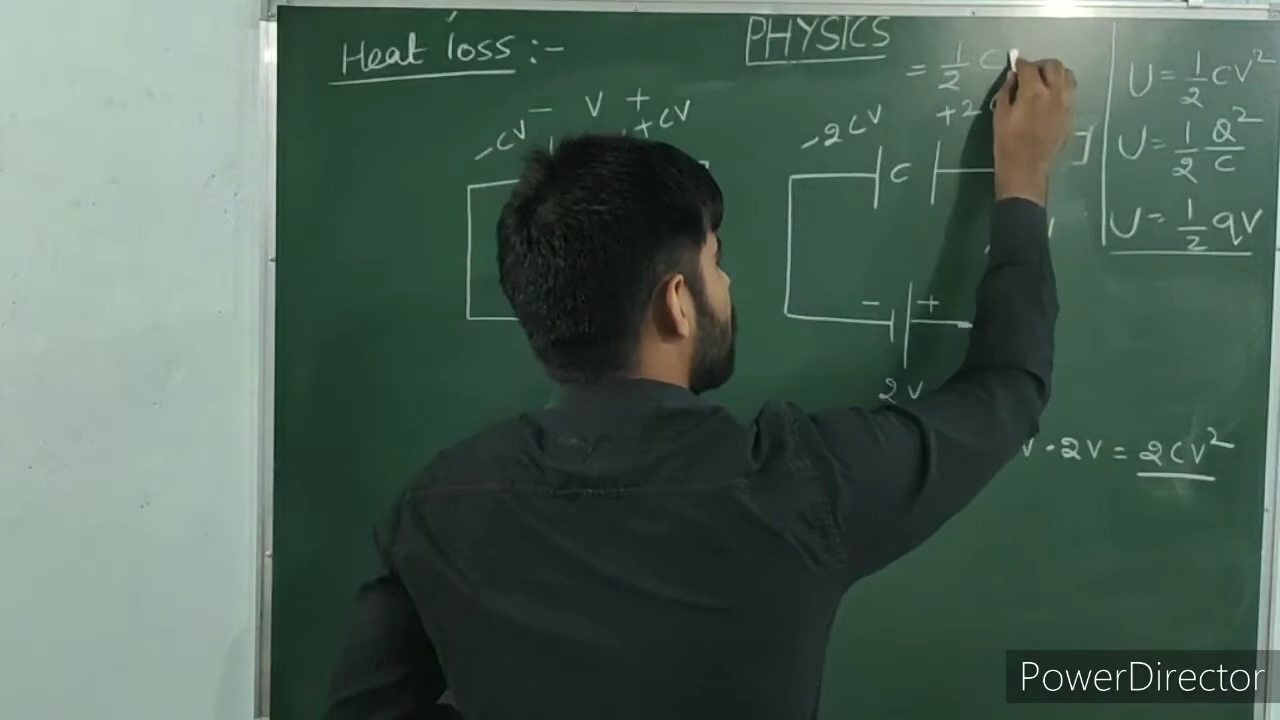 Heat loss :-
PHYSICS
= 1/2 C
U = 1/2 CV²
- V +
-CV
+CV
-2CV
+2
U = 1/2 Q²/C
C
]
U = 1/2 qV
- +
2V
V · 2V = 2CV²
PowerDirector